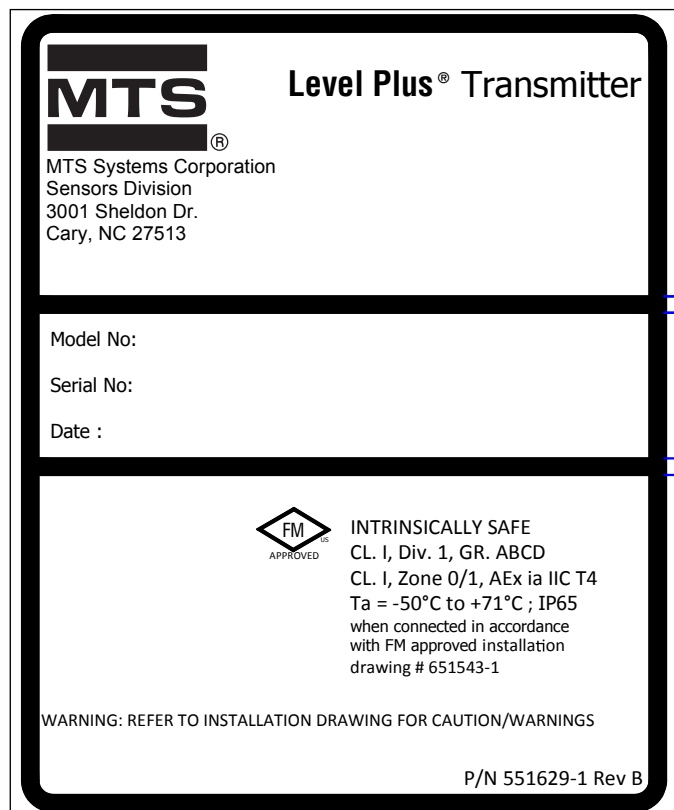 MTS ®
Level Plus® Transmitter
MTS Systems Corporation
Sensors Division
3001 Sheldon Dr.
Cary, NC 27513
Model No:
Serial No:
Date :
FM US
APPROVED
INTRINSICALLY SAFE
CL. I, Div. 1, GR. ABCD
CL. I, Zone 0/1, AEx ia IIC T4
Ta = -50°C to +71°C ; IP65
when connected in accordance
with FM approved installation
drawing # 651543-1
WARNING: REFER TO INSTALLATION DRAWING FOR CAUTION/WARNINGS
P/N 551629-1 Rev B